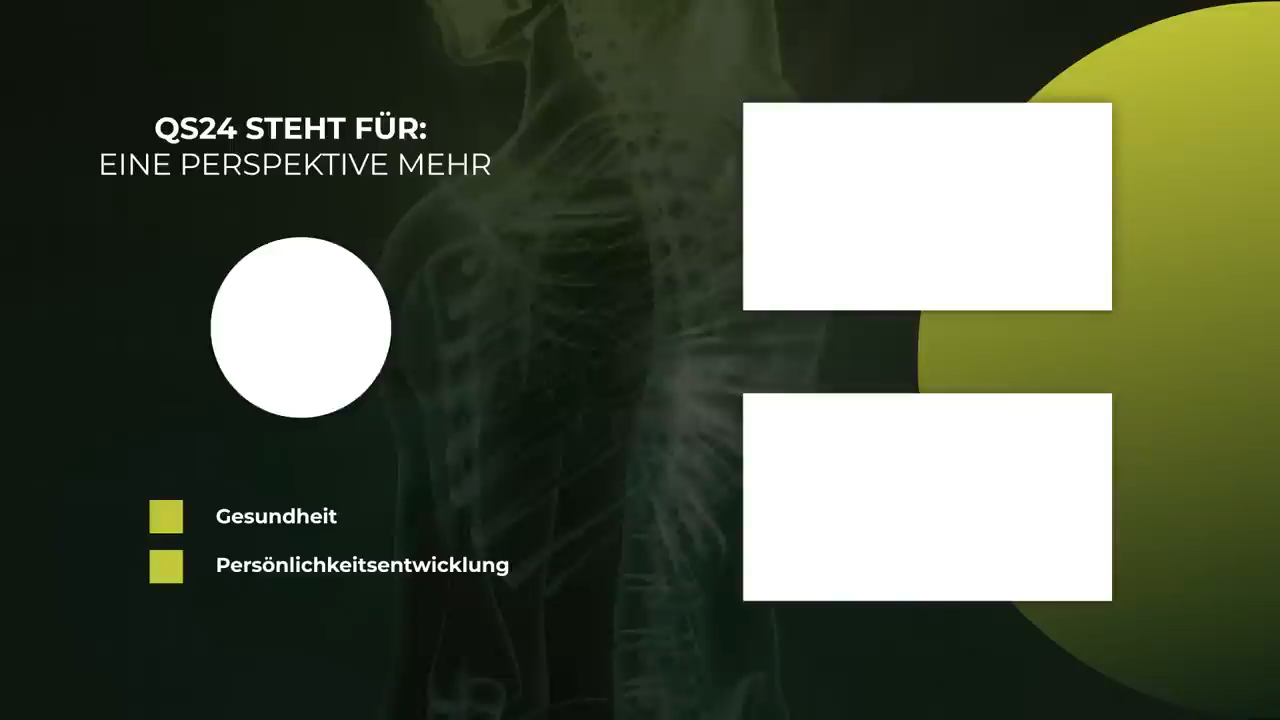 QS24 STEHT FÜR:
EINE PERSPEKTIVE MEHR
Gesundheit
Persönlichkeitsentwicklung